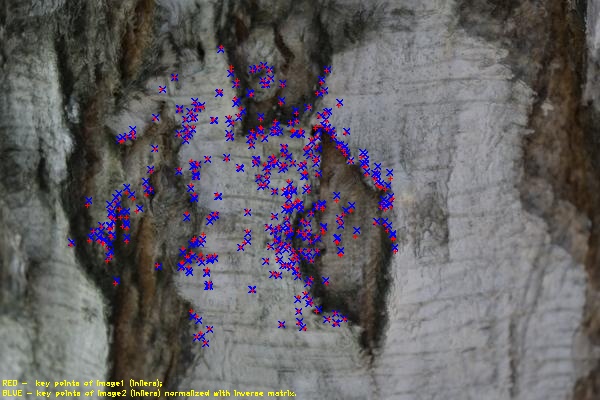 RED - key points of image1 (inliers);
BLUE - key points of image2 (inliers) normalized with inverse matrix.